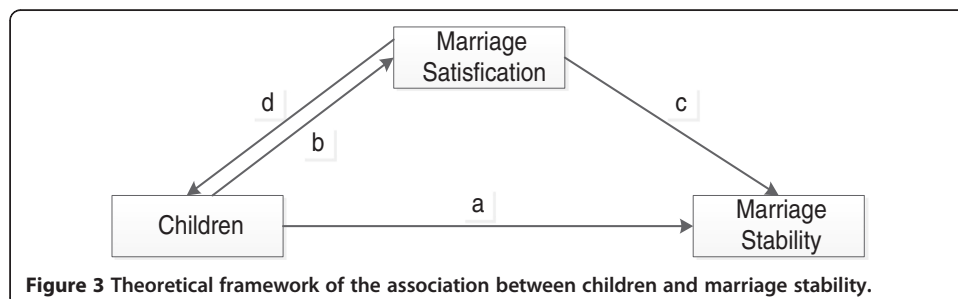 Marriage
Satisfication
d
b
c
Children
a
Marriage
Stability
Figure 3 Theoretical framework of the association between children and marriage stability.